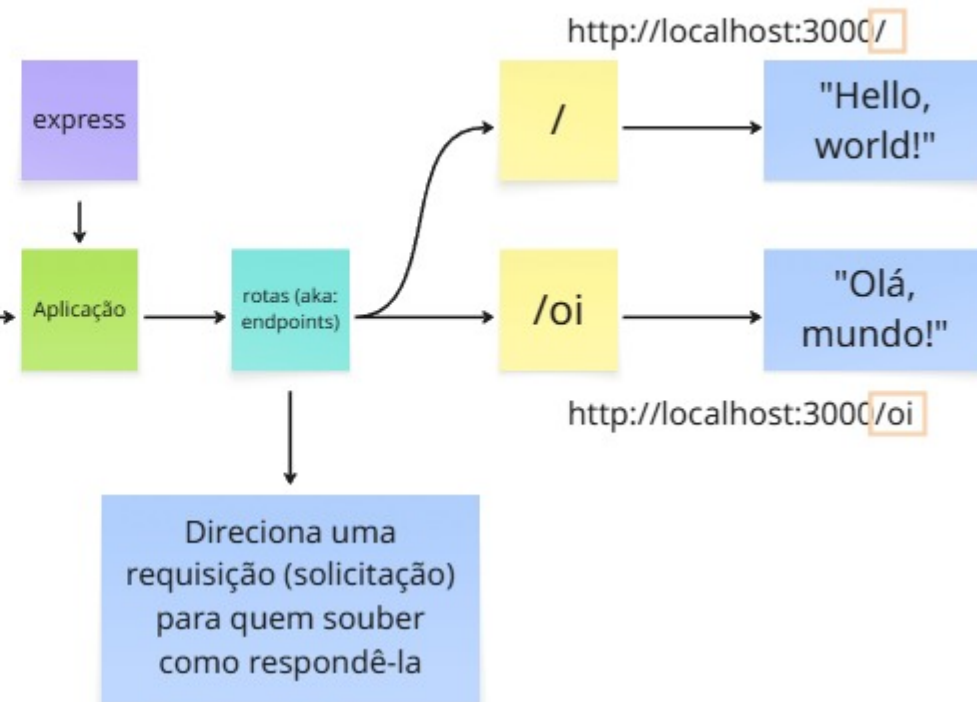 http://localhost:3000/
express
/
"Hello,
world!"
Aplicação
rotas (aka:
endpoints)
/oi
"Olá,
mundo!"
http://localhost:3000/oi
Direciona uma
requisição (solicitação)
para quem souber
como respondê-la